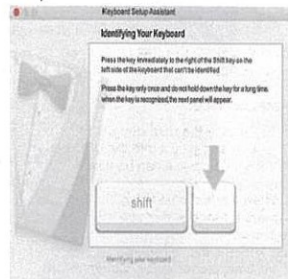 Keyboard Setup Assistant
Identifying Your Keyboard
Press the key immediately to the right of the Shift key on the
left side of the keyboard that can't be identified
Press the key only once and do not hold down the key for a long time.
when the key is recognized, the next panel will appear.
shift
Identifying your keyboard